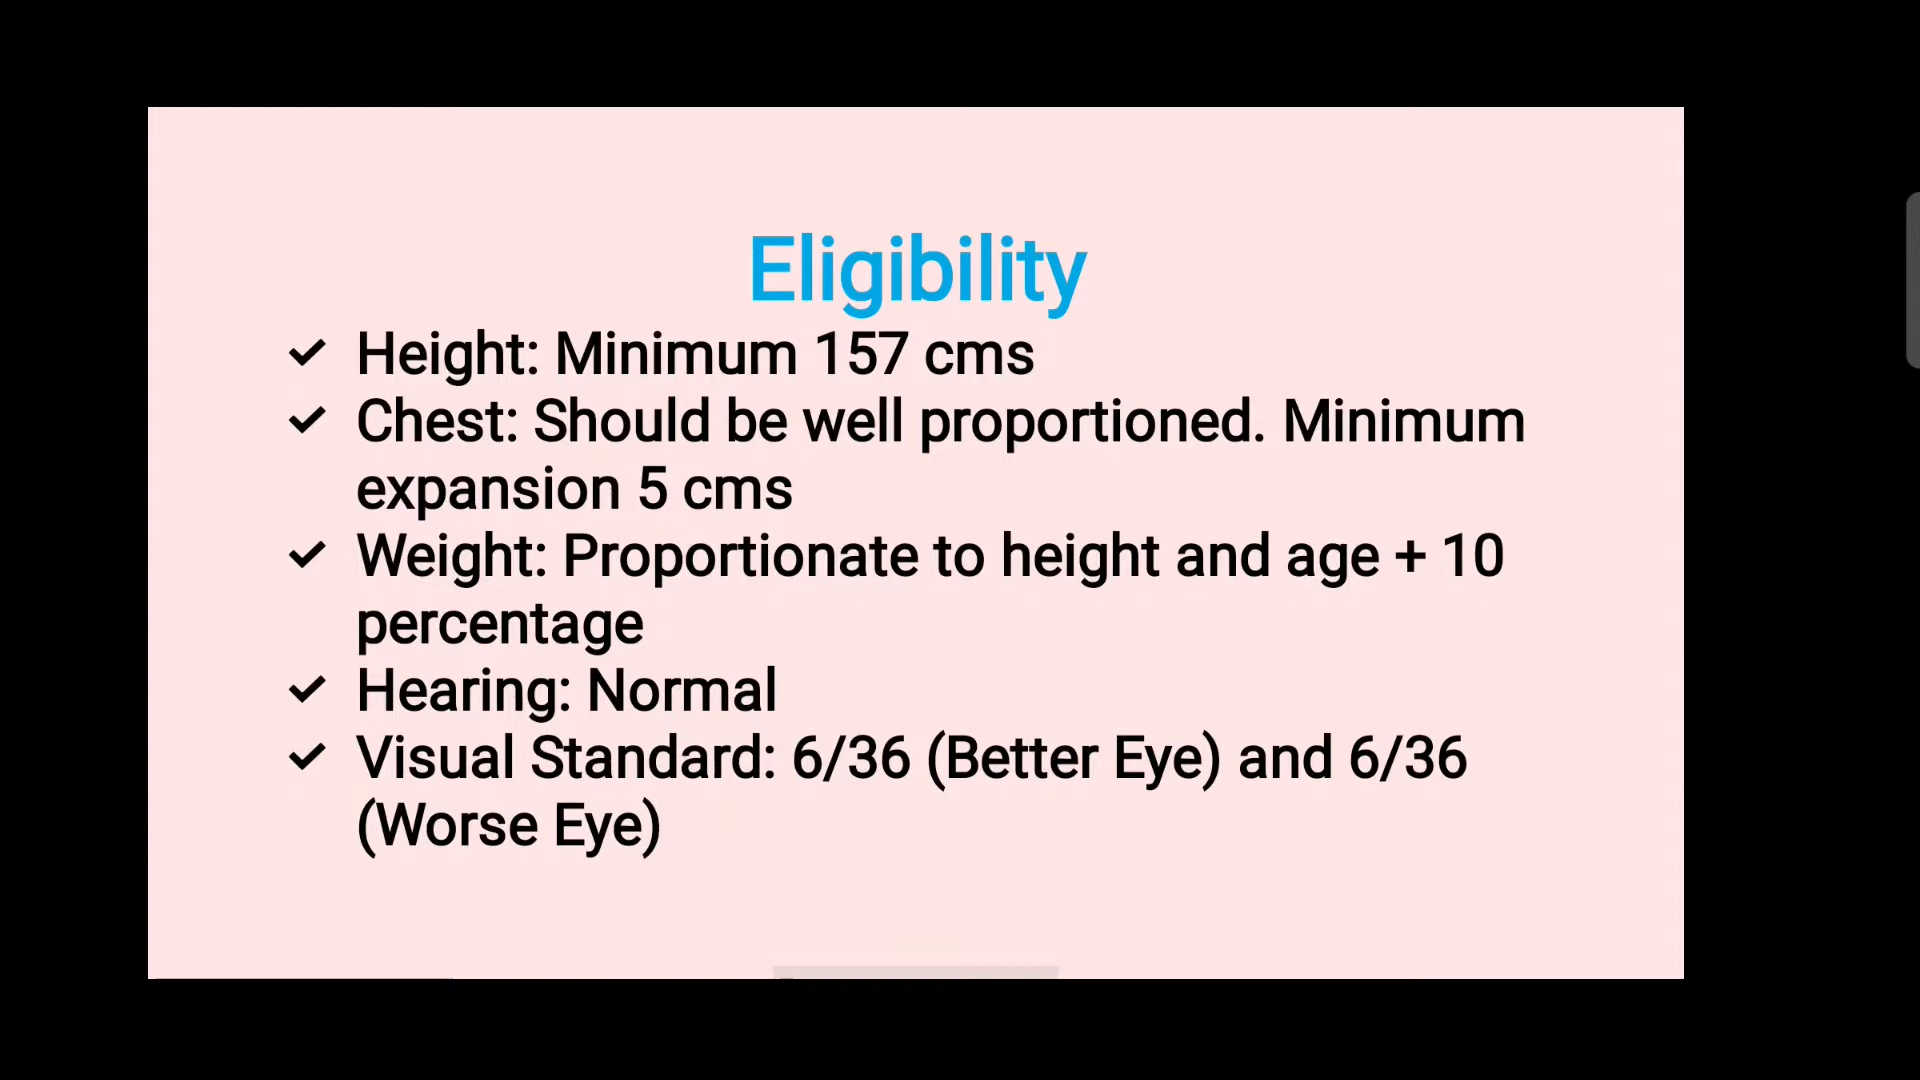 Eligibility
✓ Height: Minimum 157 cms
✓ Chest: Should be well proportioned. Minimum
expansion 5 cms
✓ Weight: Proportionate to height and age + 10
percentage
✓ Hearing: Normal
✓ Visual Standard: 6/36 (Better Eye) and 6/36
(Worse Eye)